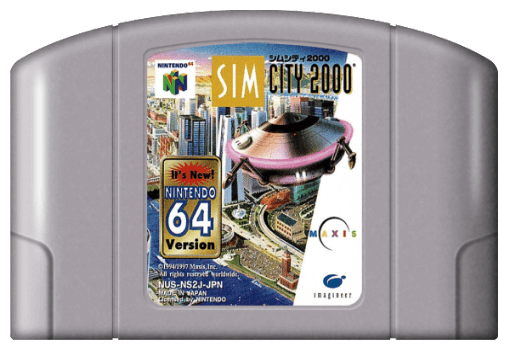 NINTENDO64
N
シムシティ2000
SIM CITY 2000
It's New!
NINTENDO
64
Version
MAXIS
©1994/1997 Maxis, Inc.
All rights reserved Worldwide.
NUS-NS2J-JPN
MADE IN JAPAN
Licensed by NINTENDO
imagineer